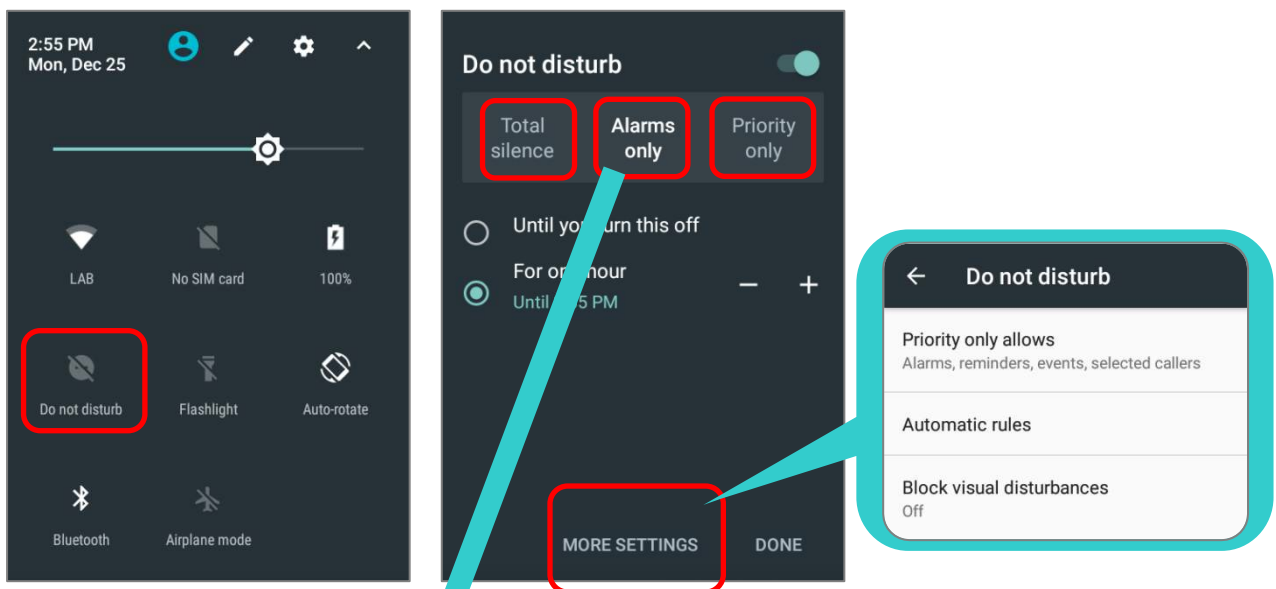 2:55 PM
Mon, Dec 25
LAB
No SIM card
100%
Do not disturb
Flashlight
Auto-rotate
Bluetooth
Airplane mode
Do not disturb
Total
silence
Alarms
only
Priority
only
Until you turn this off
For one hour
Until 5 PM
MORE SETTINGS
DONE
Do not disturb
Priority only allows
Alarms, reminders, events, selected callers
Automatic rules
Block visual disturbances
Off